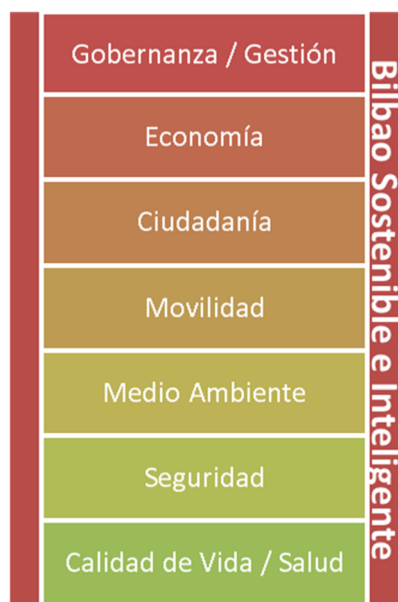 Gobernanza / Gestión
Economía
Ciudadanía
Movilidad
Medio Ambiente
Seguridad
Calidad de Vida / Salud
Bilbao Sostenible e Inteligente